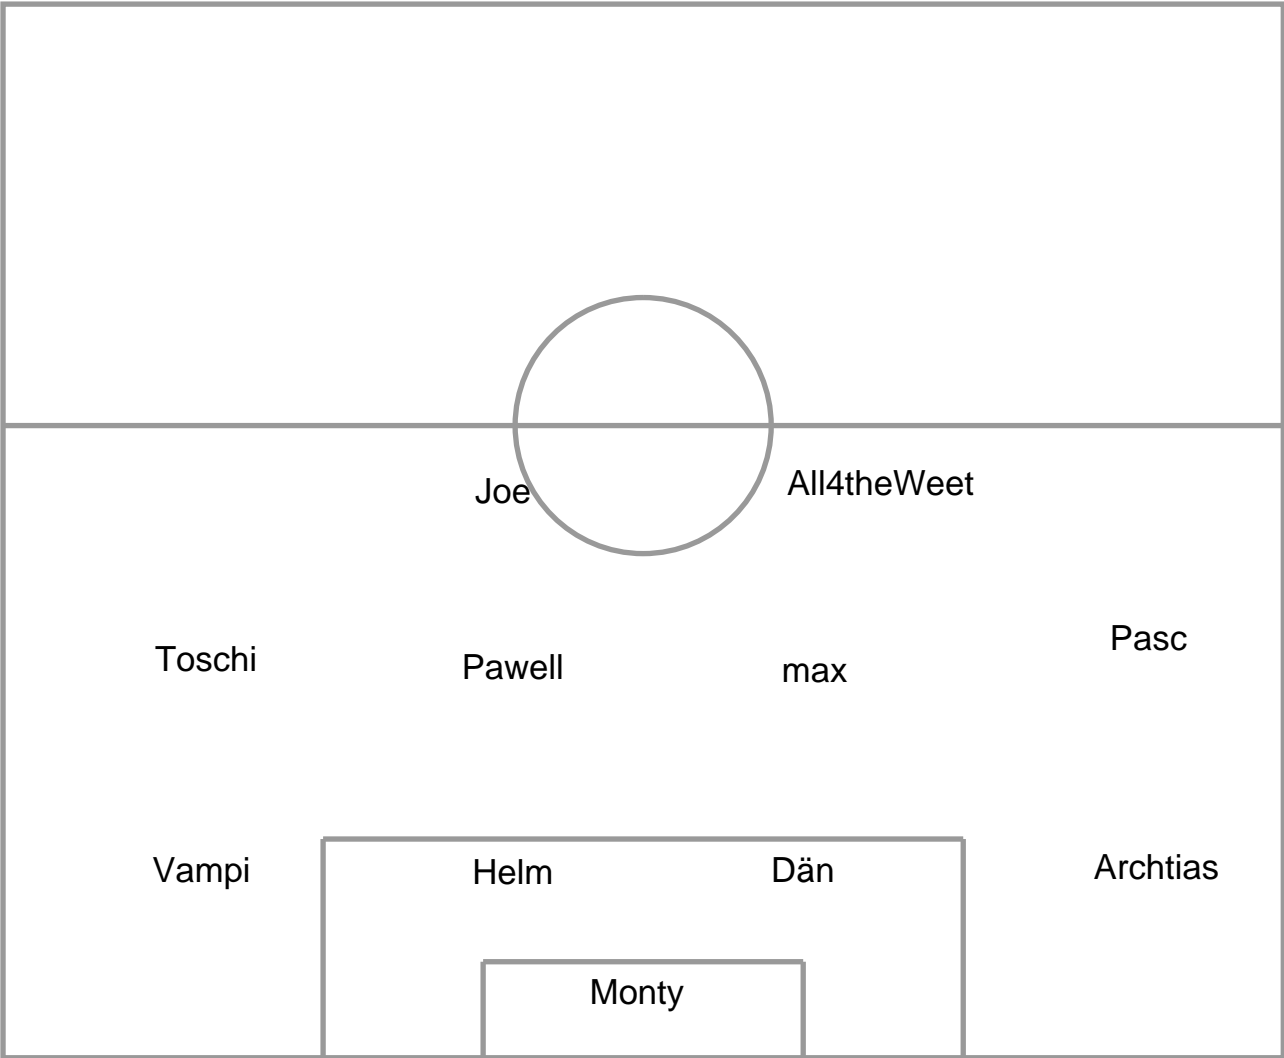 Joe
All4theWeet
Toschi
Pawell
max
Pasc
Vampi
Helm
Dän
Archtias
Monty